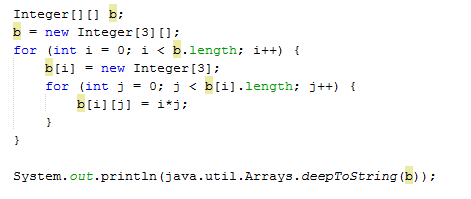 Integer[][] b;
b = new Integer[3][];
for (int i = 0; i < b.length; i++) {
    b[i] = new Integer[3];
    for (int j = 0; j < b[i].length; j++) {
        b[i][j] = i*j;
    }
}

System.out.println(java.util.Arrays.deepToString(b));